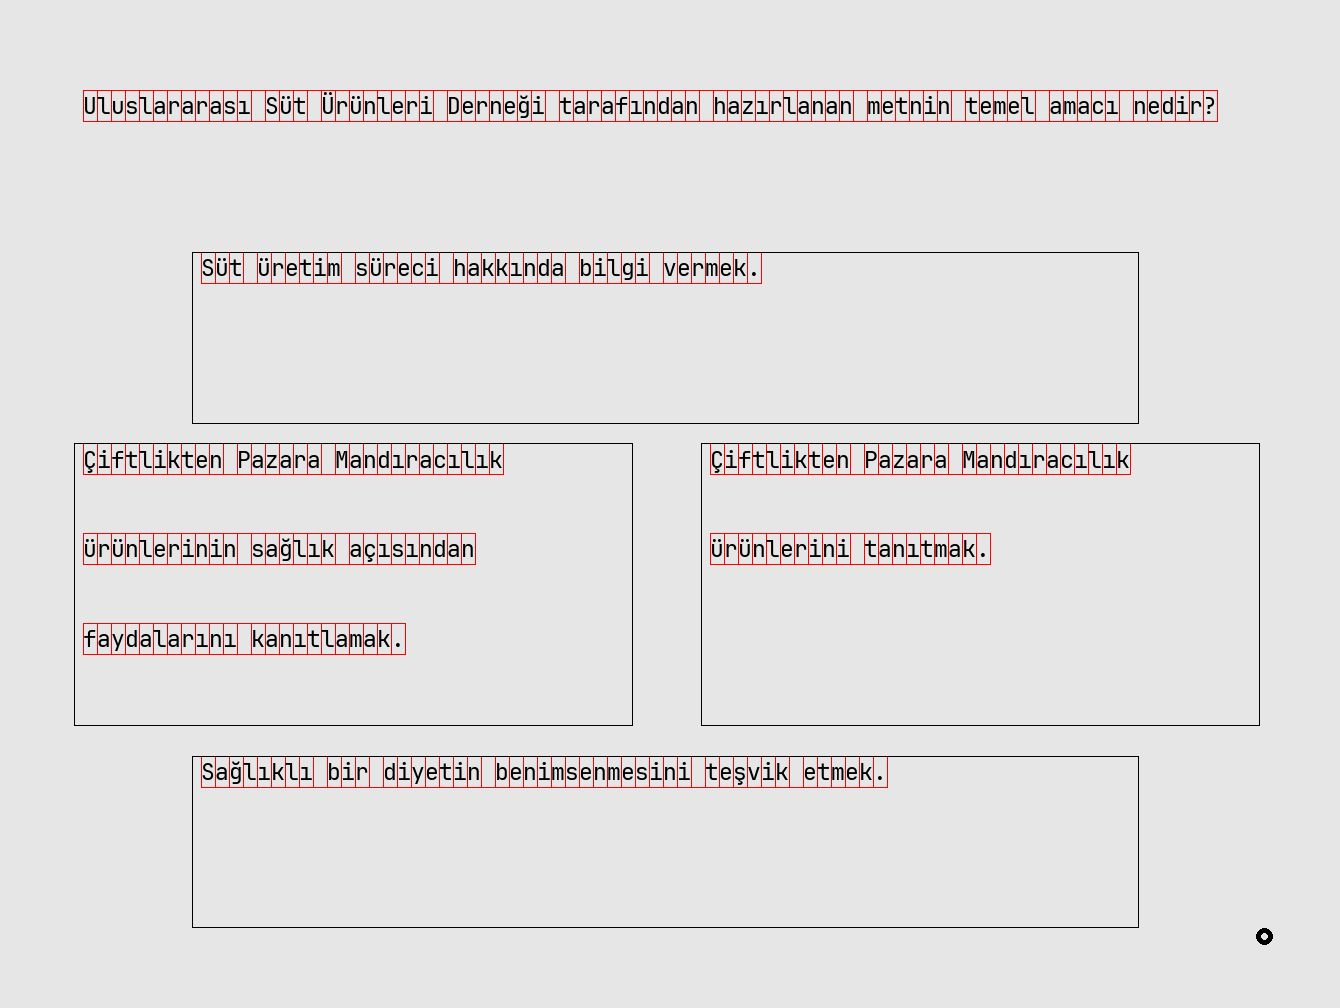 Uluslararası Süt Ürünleri Derneği tarafından hazırlanan metnin temel amacı nedir?
Süt üretim süreci hakkında bilgi vermek.
Çiftlikten Pazara Mandıracılık
ürünlerinin sağlık açısından
faydalarını kanıtlamak.
Çiftlikten Pazara Mandıracılık
ürünlerini tanıtmak.
Sağlıklı bir diyetin benimsenmesini teşvik etmek.